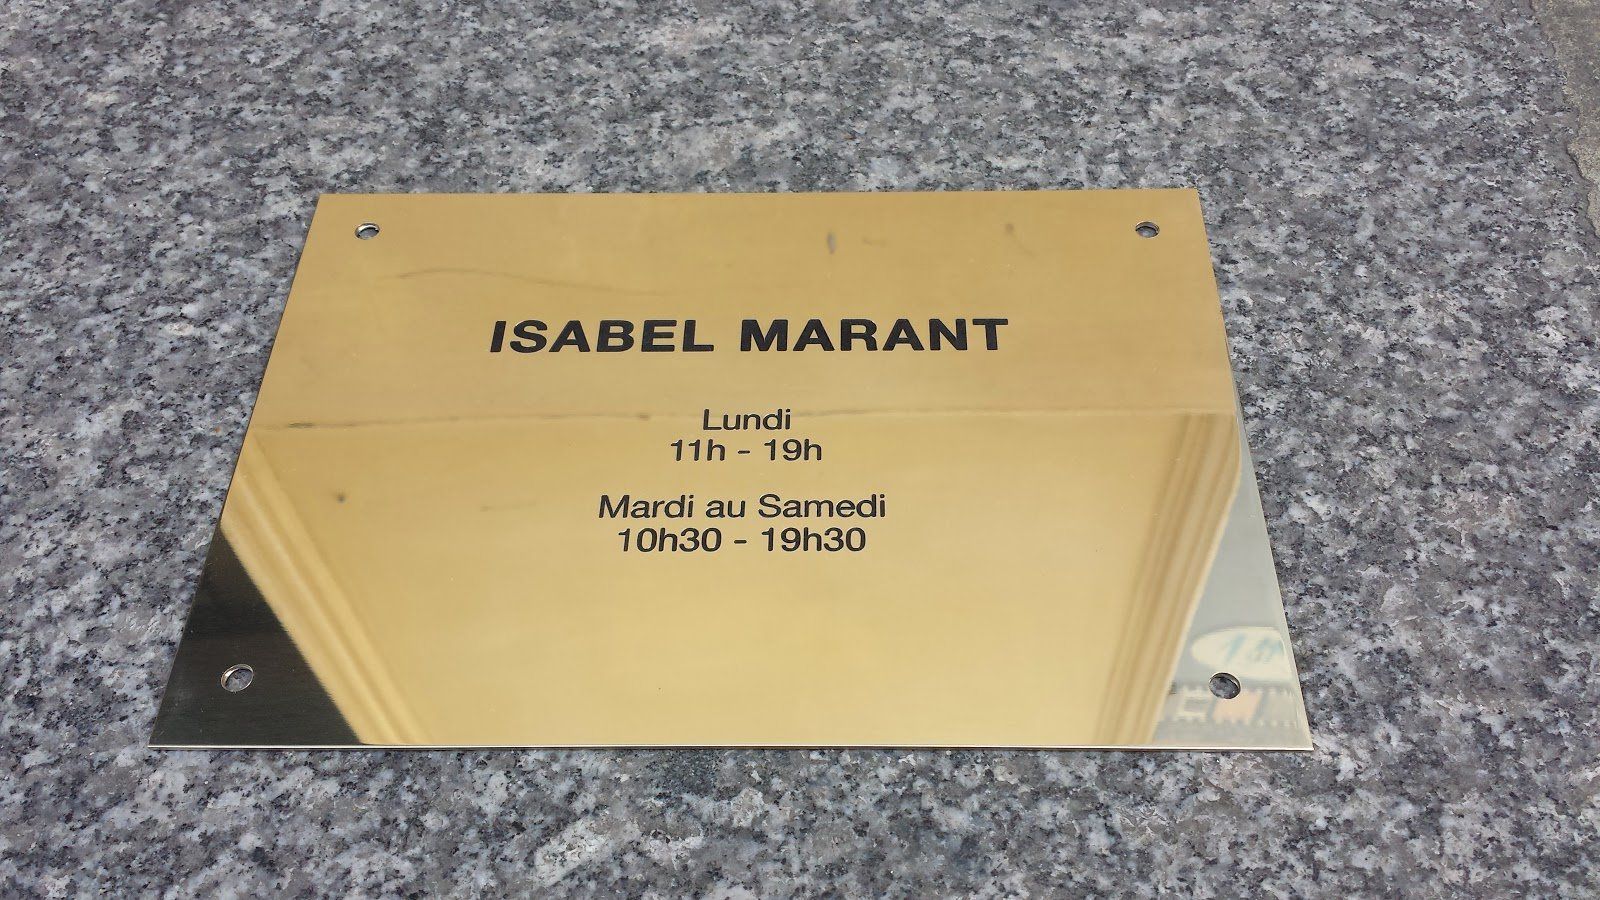 ISABEL MARANT
Lundi
11h - 19h
Mardi au Samedi
10h30 - 19h30